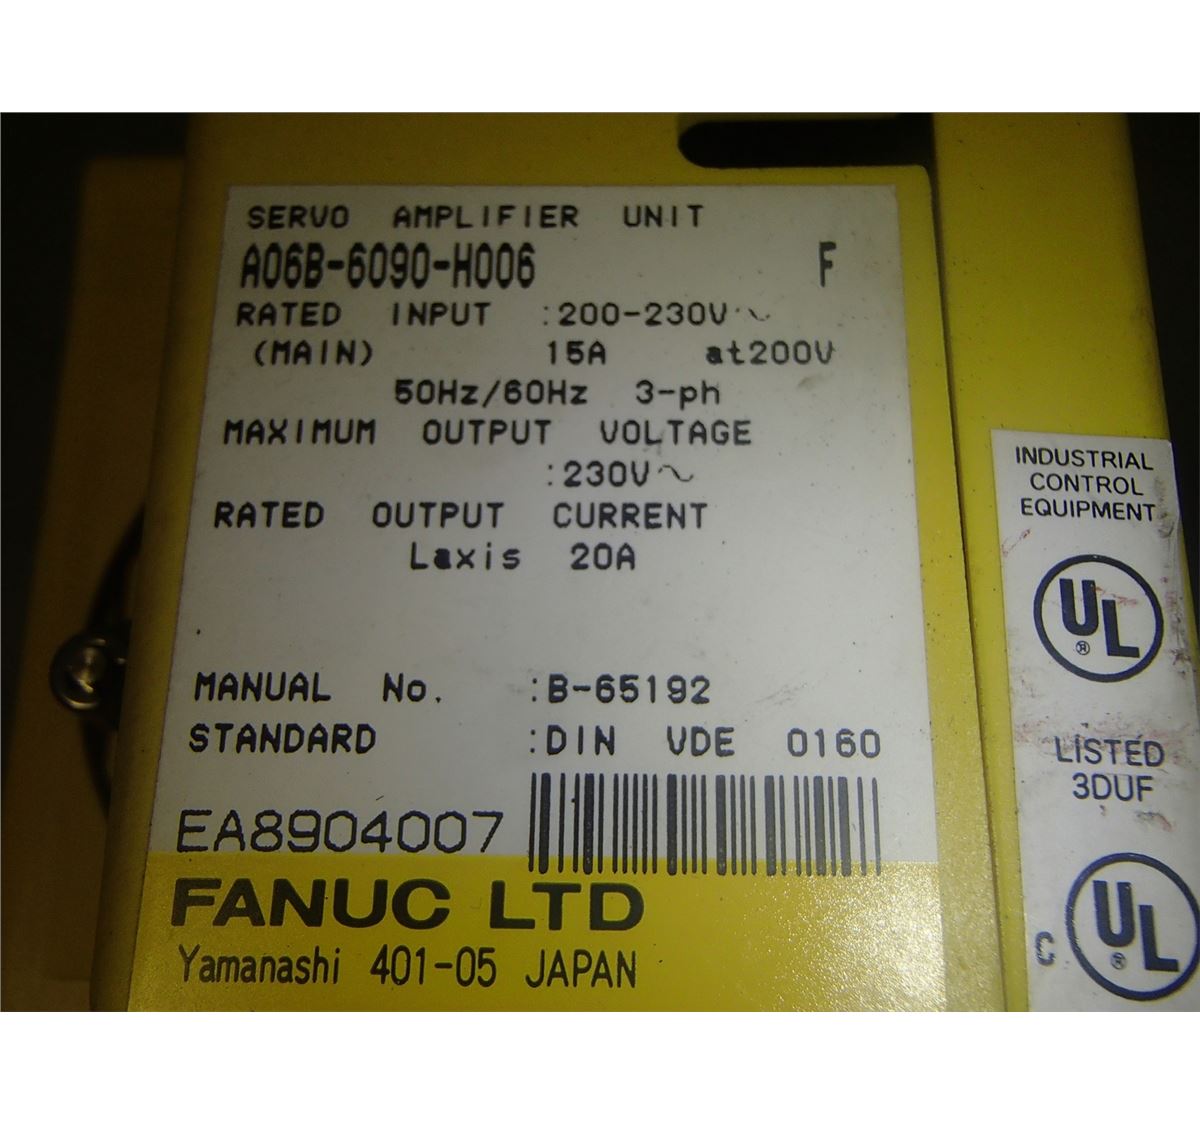 SERVO AMPLIFIER UNIT
A06B-6090-H006 F
RATED INPUT :200-230V～
(MAIN) 15A at200V
50Hz/60Hz 3-ph
MAXIMUM OUTPUT VOLTAGE
:230V～
RATED OUTPUT CURRENT
Laxis 20A
MANUAL No. :B-65192
STANDARD :DIN VDE 0160
EA8904007
FANUC LTD
Yamanashi 401-05 JAPAN
INDUSTRIAL
CONTROL
EQUIPMENT
UL
®
LISTED
3DUF
C UL
®